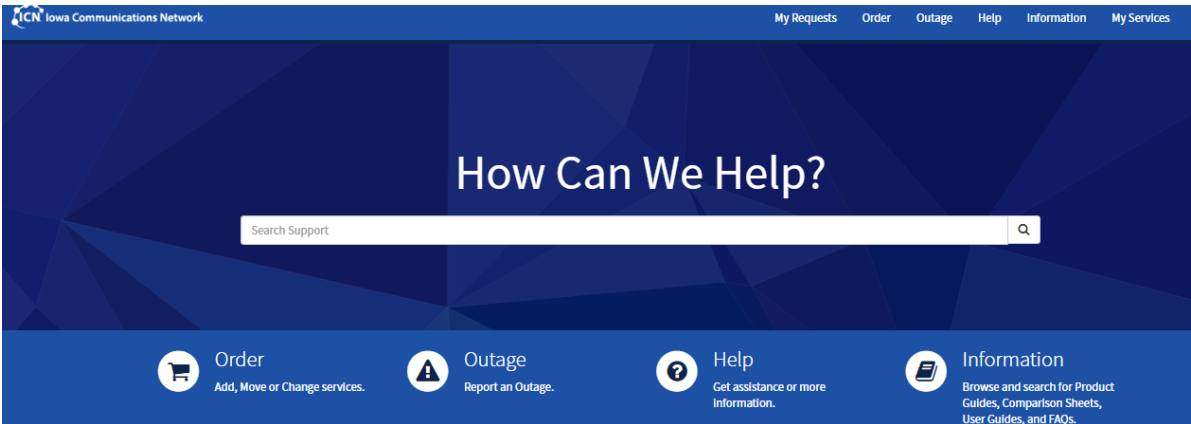 ICN Iowa Communications Network
My Requests Order Outage Help Information My Services
How Can We Help?
Search Support
Order
Add, Move or Change services.
Outage
Report an Outage.
Help
Get assistance or more
information.
Information
Browse and search for Product
Guides, Comparison Sheets,
User Guides, and FAQs.